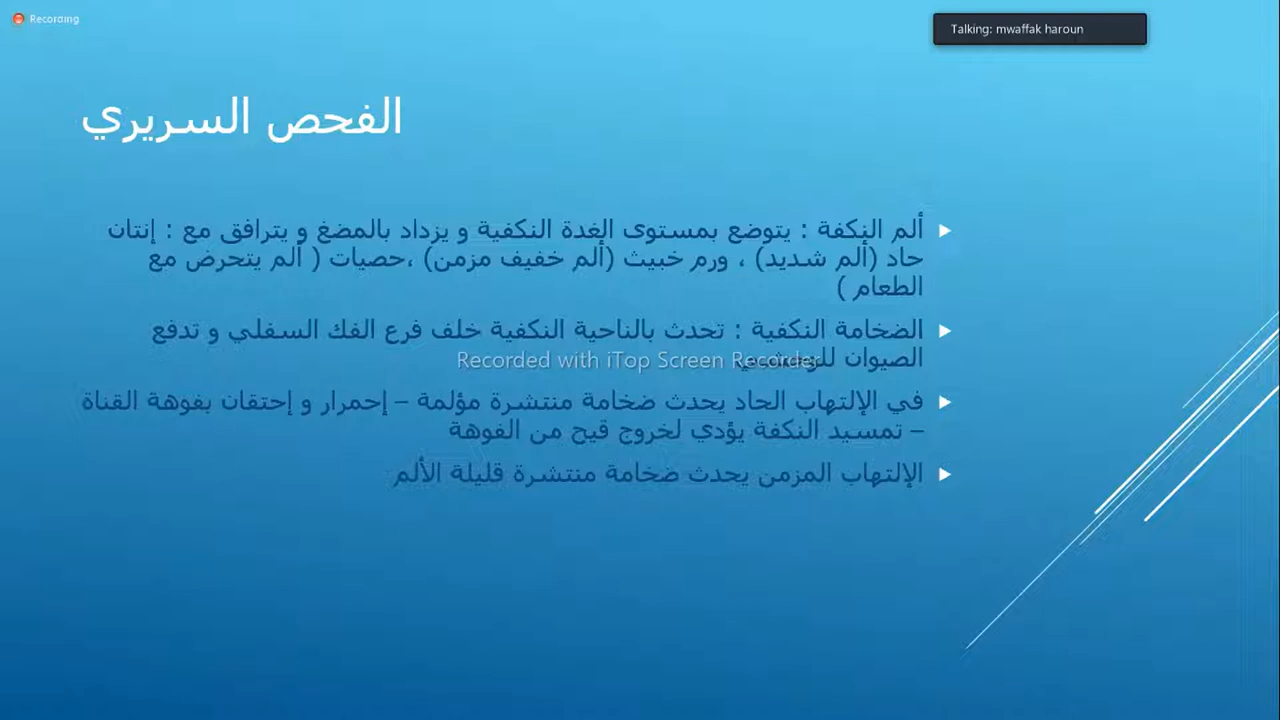 Recording
Talking: mwaffak haroun
الفحص السريري
ألم النكفة : يتوضع بمستوى الغدة النكفية و يزداد بالمضغ و يترافق مع : إنتان
حاد (ألم شديد) ، ورم خبيث (ألم خفيف مزمن) ،حصيات ( ألم يتحرض مع
الطعام )
الضخامة النكفية : تحدث بالناحية النكفية خلف فرع الفك السفلي و تدفع
الصيوان للوحشي
Recorded with iTop Screen Recorder
في الإلتهاب الحاد يحدث ضخامة منتشرة مؤلمة – إحمرار و إحتقان بفوهة القناة
– تمسيد النكفة يؤدي لخروج قيح من الفوهة
الإلتهاب المزمن يحدث ضخامة منتشرة قليلة الألم